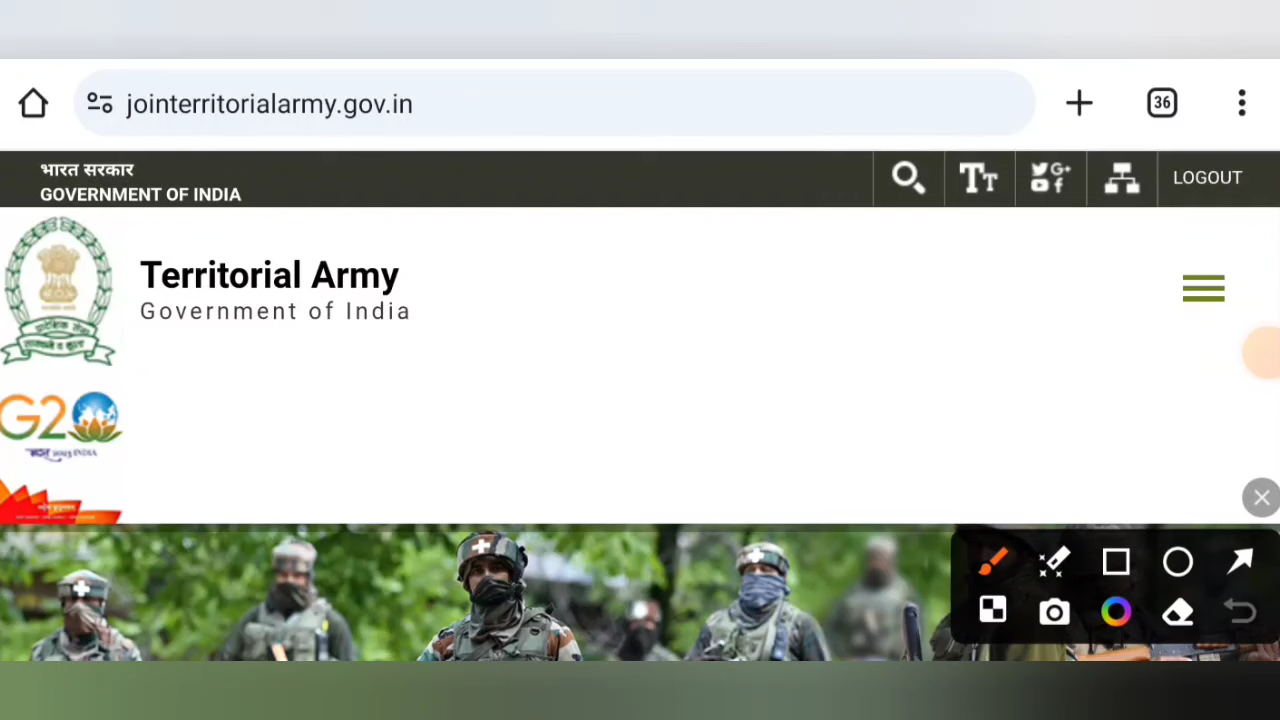 jointerritorialarmy.gov.in
36
भारत सरकार
GOVERNMENT OF INDIA
LOGOUT
Territorial Army
Government of India
G20